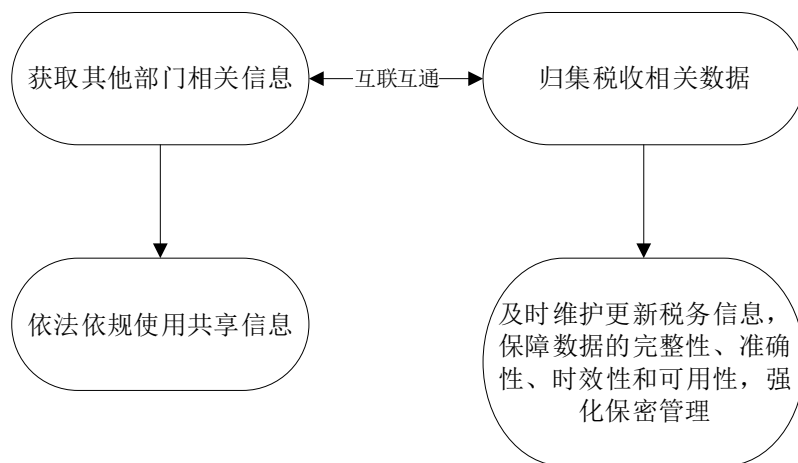 获取其他部门相关信息
互联互通
归集税收相关数据
依法依规使用共享信息
及时维护更新税务信息，
保障数据的完整性、准确
性、时效性和可用性，强
化保密管理